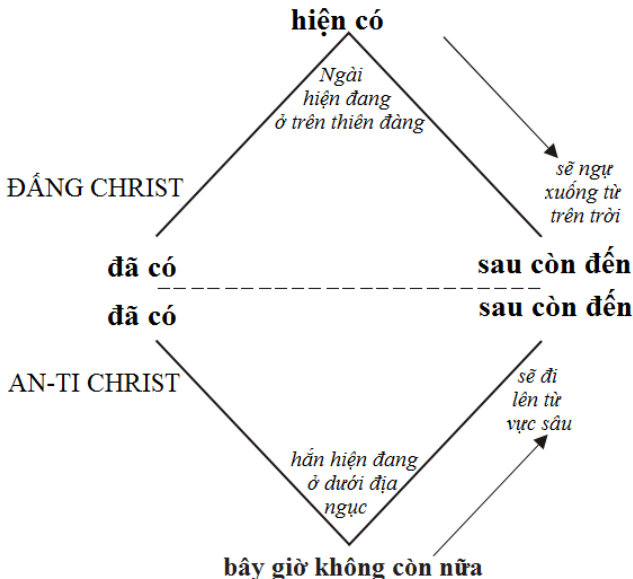 hiện có
Ngài
hiện đang
ở trên thiên đàng
sẽ ngự
xuống từ
trên trời
ĐẤNG CHRIST
đã có
sau còn đến
đã có
sau còn đến
AN-TI CHRIST
sẽ đi
lên từ
vực sâu
hắn hiện đang
ở dưới địa
ngục
bây giờ không còn nữa